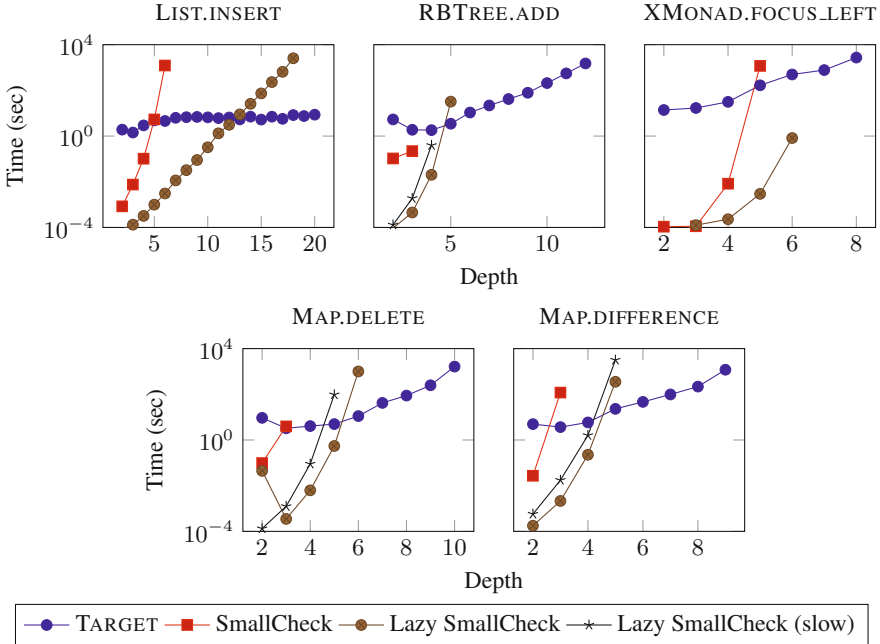 LIST.INSERT
RBTREE.ADD
XMONAD.FOCUS_LEFT
Time (sec)
10^4
10^0
10^−4
5 10 15 20
5 10
2 4 6 8
Depth
MAP.DELETE
MAP.DIFFERENCE
Time (sec)
10^4
10^0
10^−4
2 4 6 8 10
2 4 6 8
Depth
TARGET SmallCheck Lazy SmallCheck Lazy SmallCheck (slow)